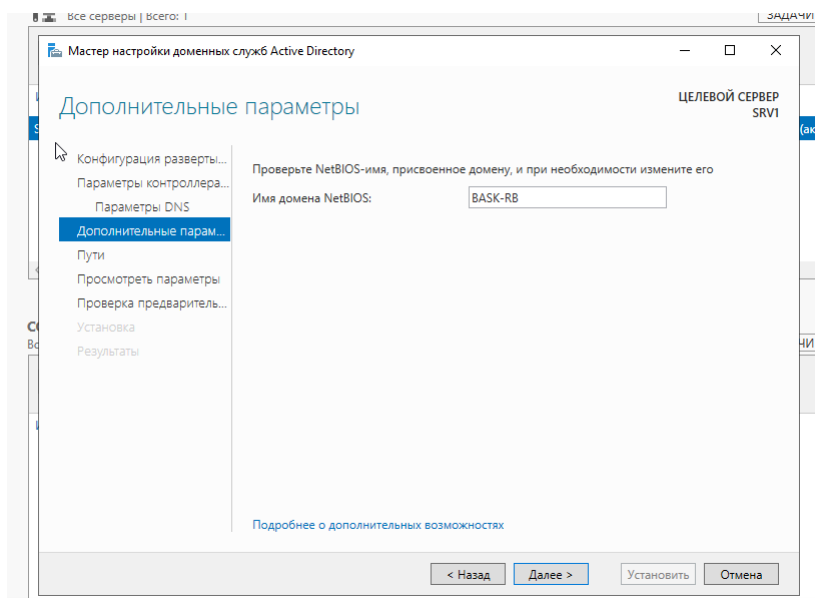 Все серверы | Всего: 1
ЗАДАЧИ
Мастер настройки доменных служб Active Directory
Дополнительные параметры
ЦЕЛЕВОЙ СЕРВЕР
SRV1
Конфигурация разверты...
Параметры контроллера...
Параметры DNS
Дополнительные парам...
Пути
Просмотреть параметры
Проверка предваритель...
Установка
Результаты
Проверьте NetBIOS-имя, присвоенное домену, и при необходимости измените его
Имя домена NetBIOS:
BASK-RB
Подробнее о дополнительных возможностях
< Назад
Далее >
Установить
Отмена